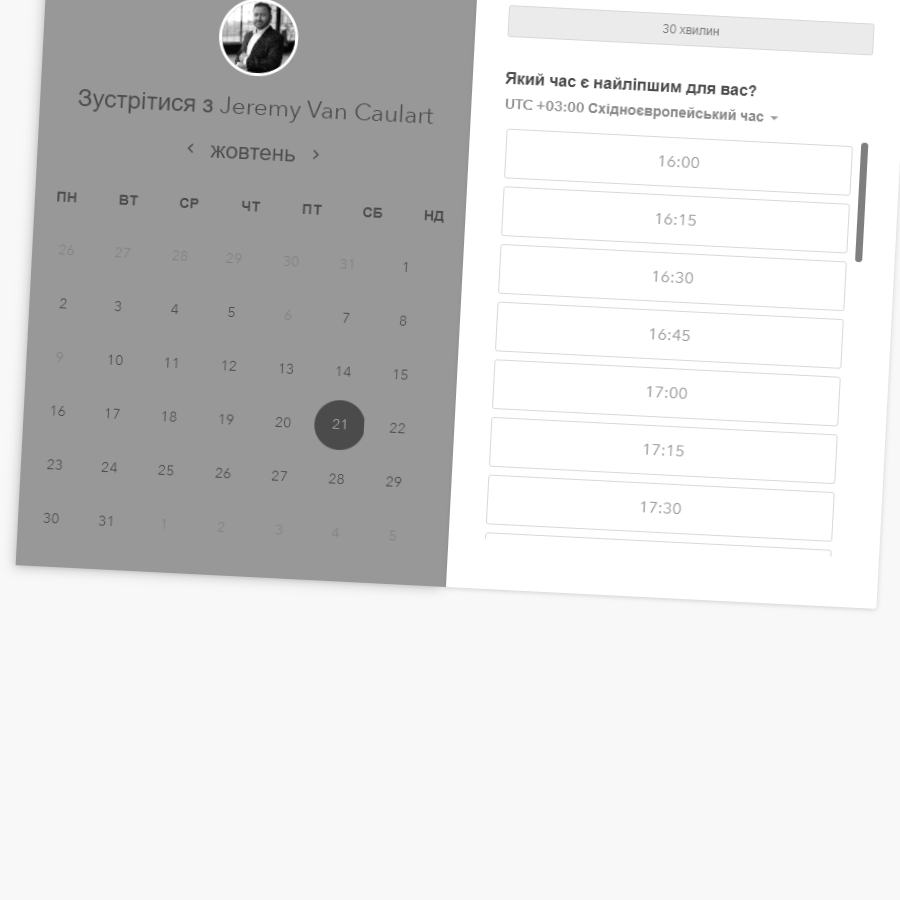 Зустрітися з Jeremy Van Caulart
жовтень
ПН ВТ СР ЧТ ПТ СБ НД
26 27 28 29 30 31 1
2 3 4 5 6 7 8
9 10 11 12 13 14 15
16 17 18 19 20 21 22
23 24 25 26 27 28 29
30 31 1 2 3 4 5
30 хвилин
Який час є найліпшим для вас?
UTC +03:00 Східноєвропейський час
16:00
16:15
16:30
16:45
17:00
17:15
17:30